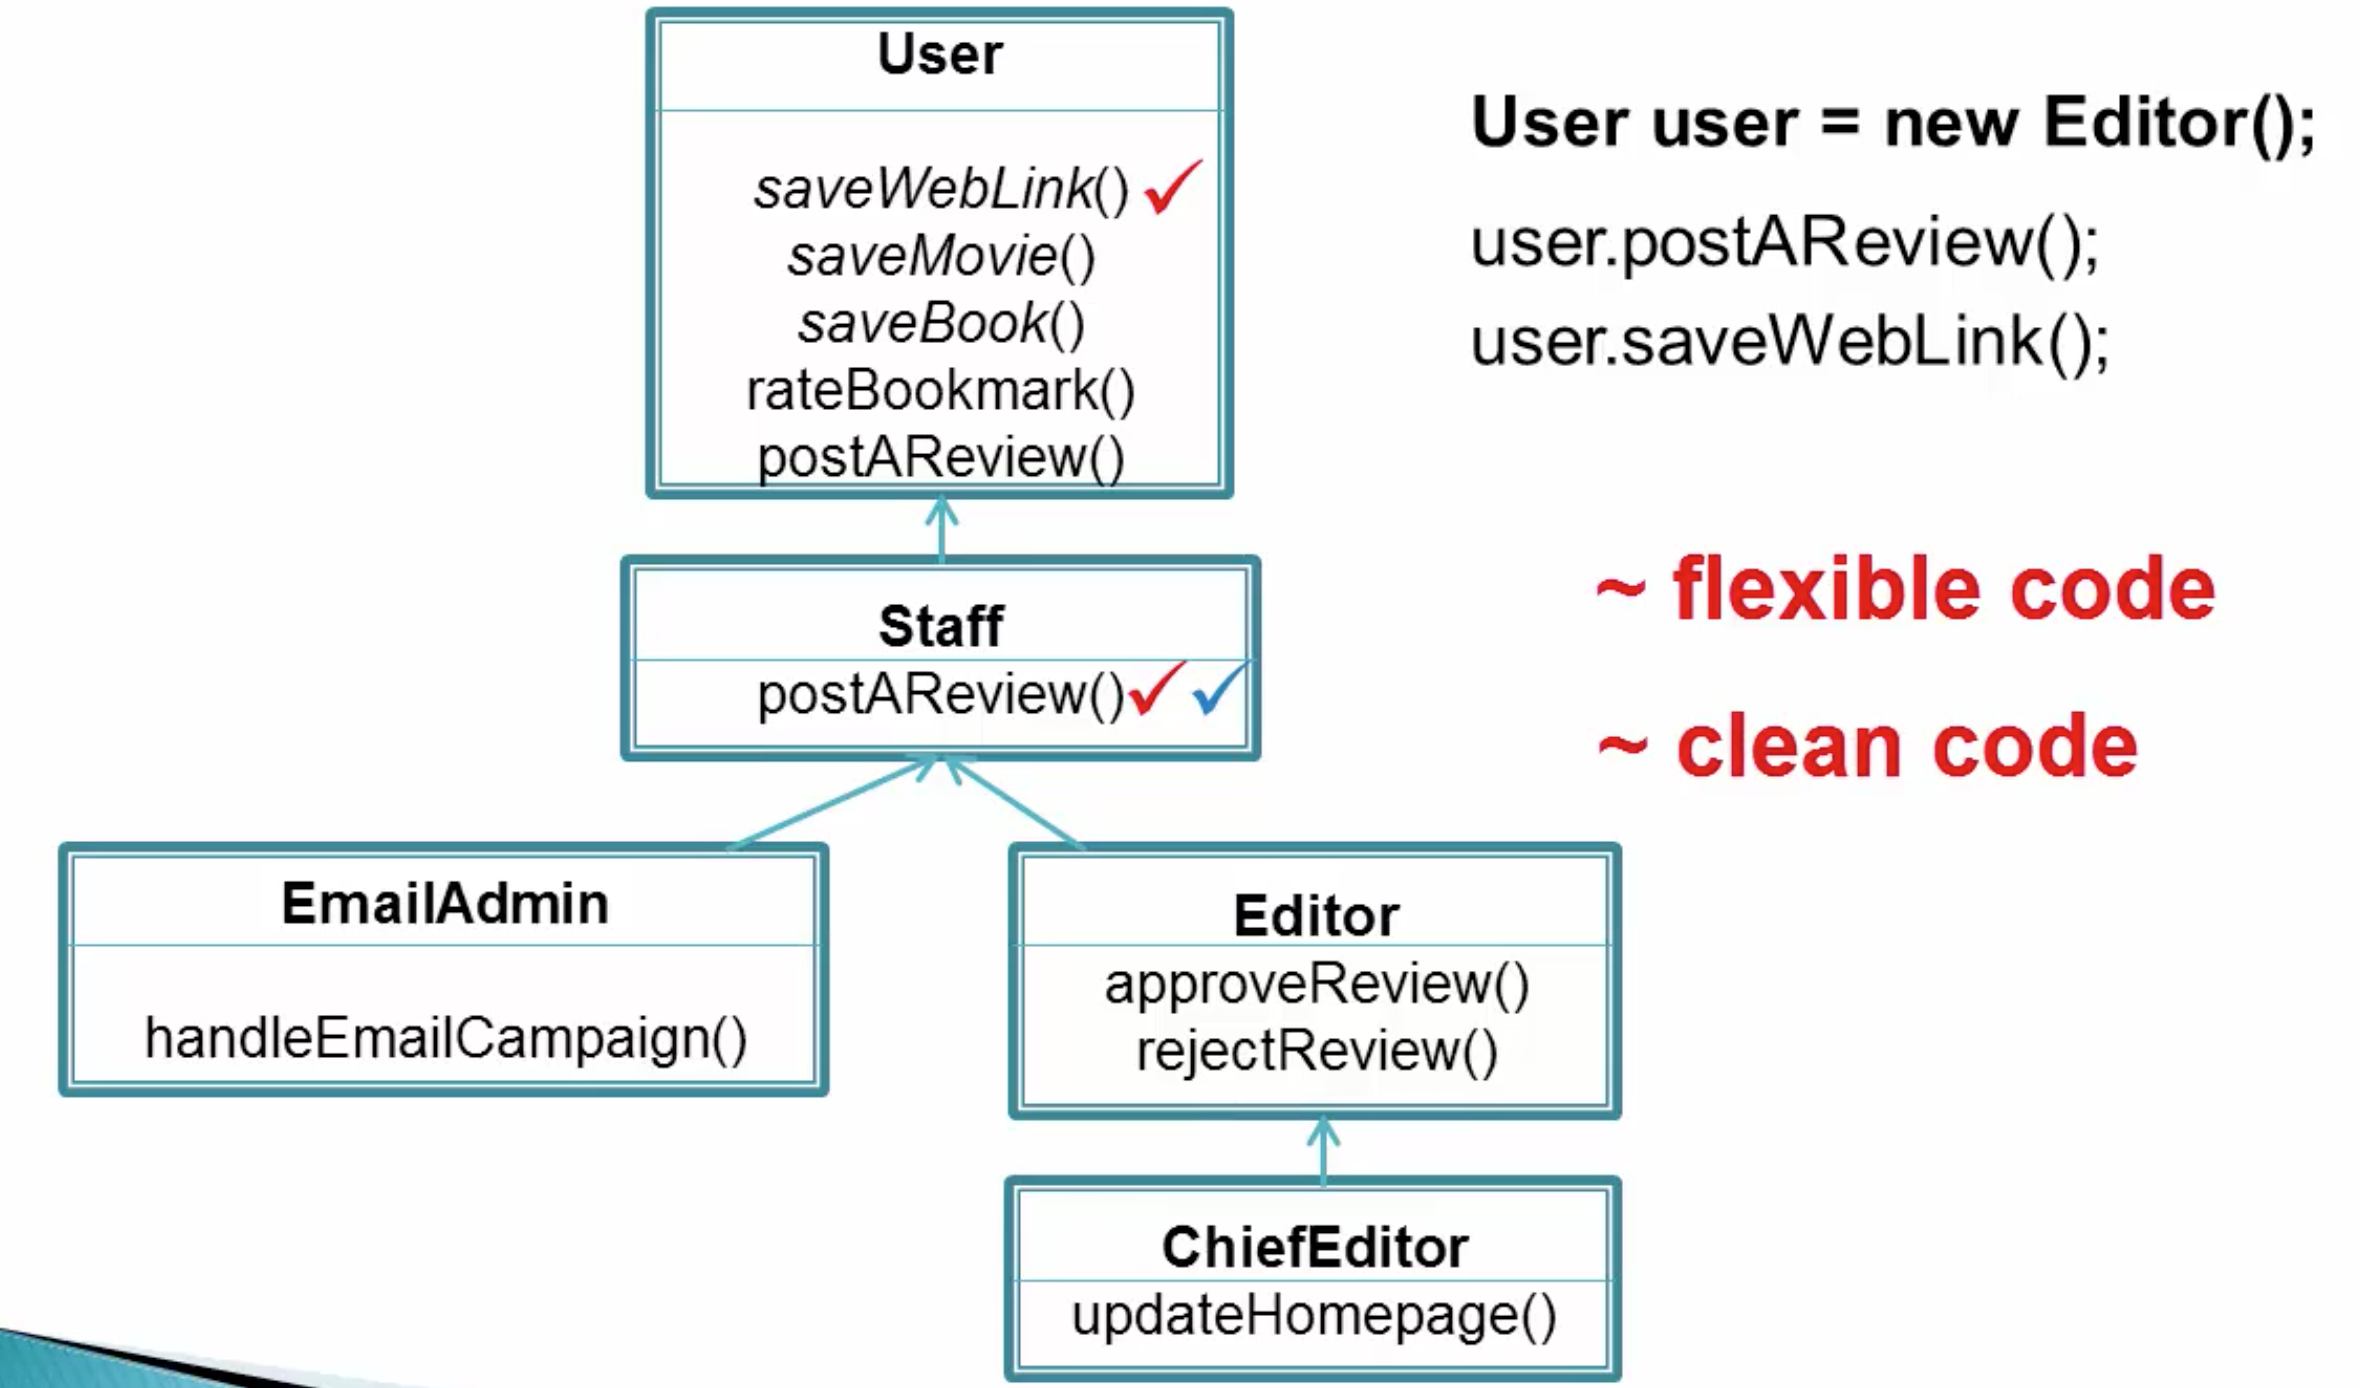 User
saveWebLink()
saveMovie()
saveBook()
rateBookmark()
postAReview()
Staff
postAReview()
EmailAdmin
handleEmailCampaign()
Editor
approveReview()
rejectReview()
ChiefEditor
updateHomepage()
User user = new Editor();
user.postAReview();
user.saveWebLink();
~ flexible code
~ clean code